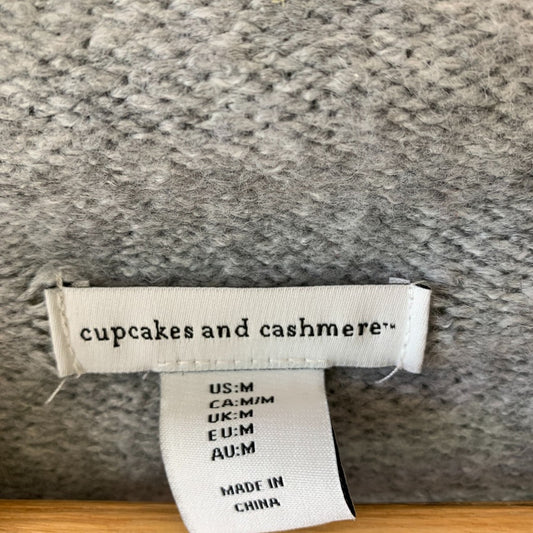 cupcakes and cashmere™
US:M
CA:M/M
UK:M
EU:M
AU:M
MADE IN
CHINA